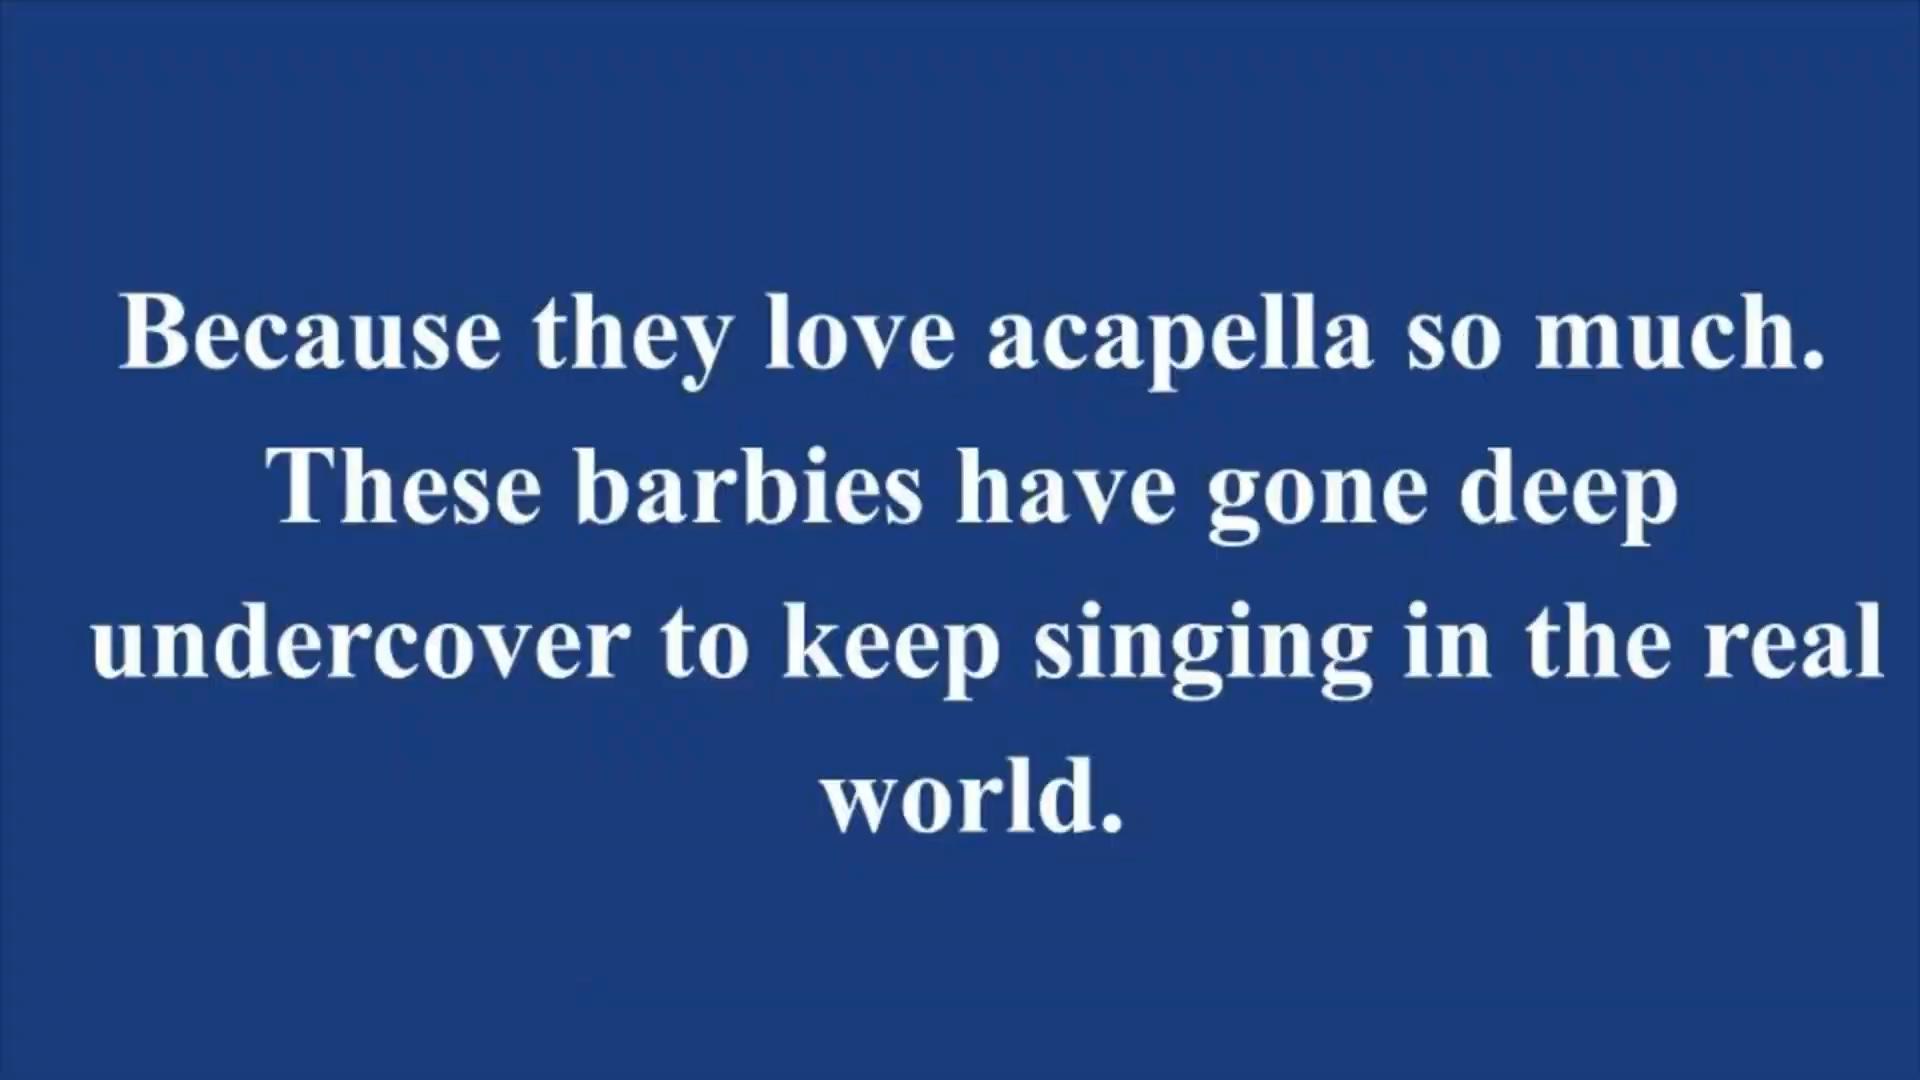 Because they love acapella so much.
These barbies have gone deep
undercover to keep singing in the real
world.